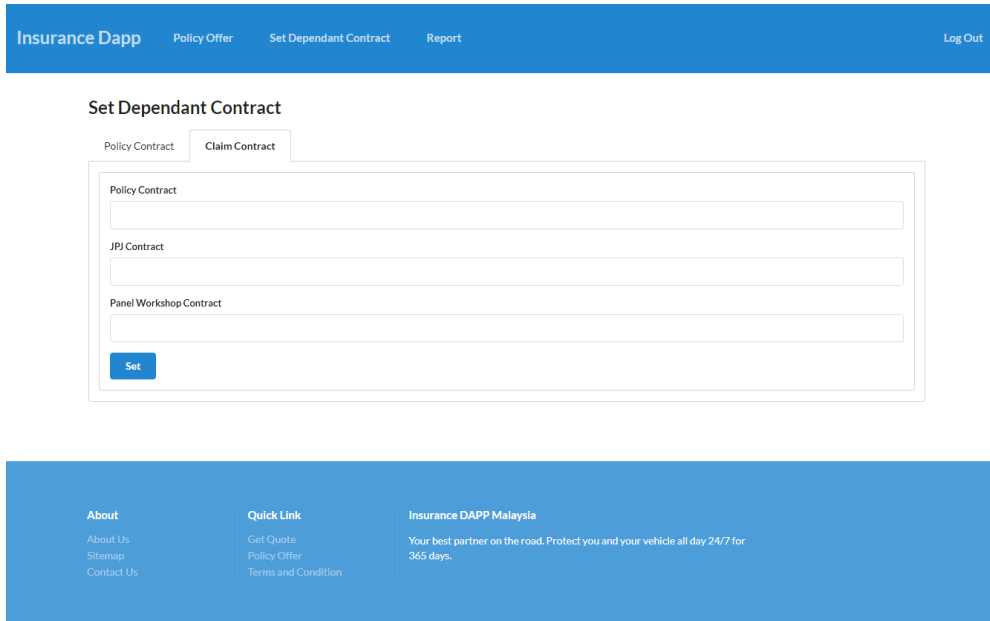 Insurance Dapp Policy Offer Set Dependant Contract Report Log Out
Set Dependant Contract
Policy Contract Claim Contract
Policy Contract
JPJ Contract
Panel Workshop Contract
Set
About
About Us
Sitemap
Contact Us
Quick Link
Get Quote
Policy Offer
Terms and Condition
Insurance DAPP Malaysia
Your best partner on the road. Protect you and your vehicle all day 24/7 for
365 days.